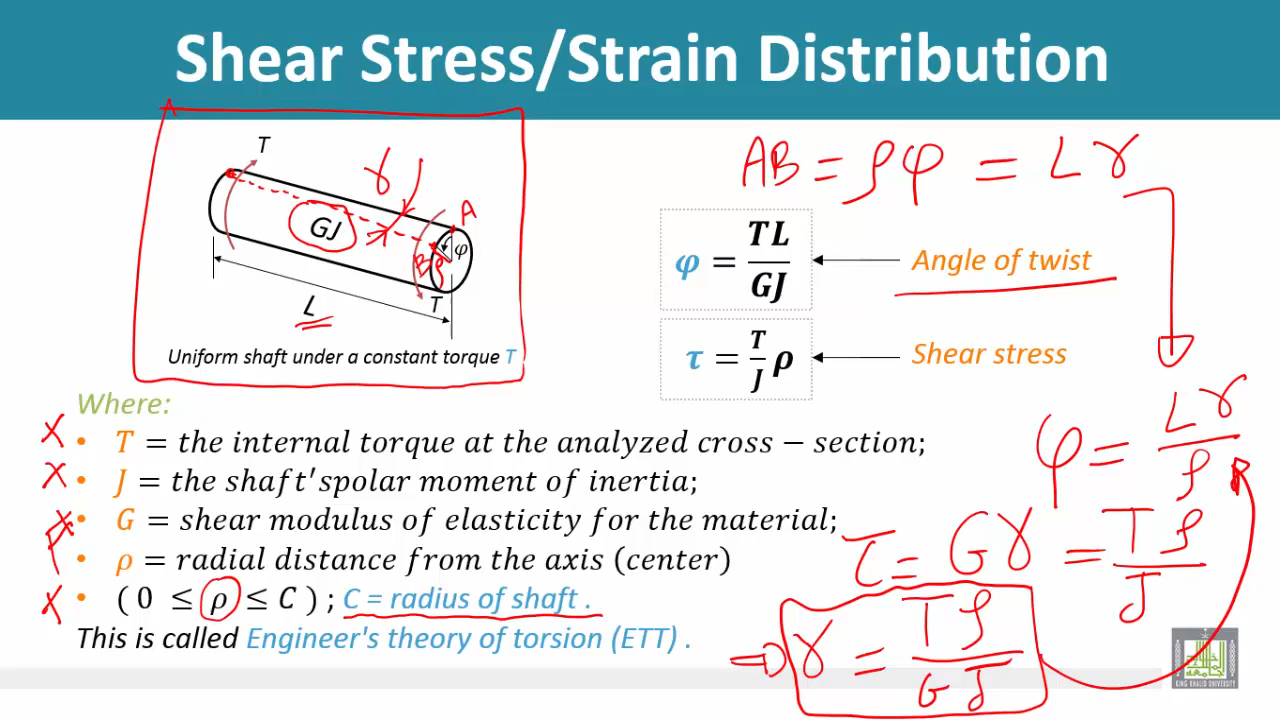 Shear Stress/Strain Distribution
T
γ
A
GJ
φ
B ρ
T
L
Uniform shaft under a constant torque T
AB = ρφ = Lγ
φ = TL / GJ
Angle of twist
τ = T/J ρ
Shear stress
Where:
• T = the internal torque at the analyzed cross − section;
• J = the shaft'spolar moment of inertia;
• G = shear modulus of elasticity for the material;
• ρ = radial distance from the axis (center)
• ( 0 ≤ ρ ≤ C ) ; C = radius of shaft .
This is called Engineer's theory of torsion (ETT) .
φ = Lγ / ρ
τ = Gγ = Tρ / J
γ = Tρ / GJ
KING KHALID UNIVERSITY